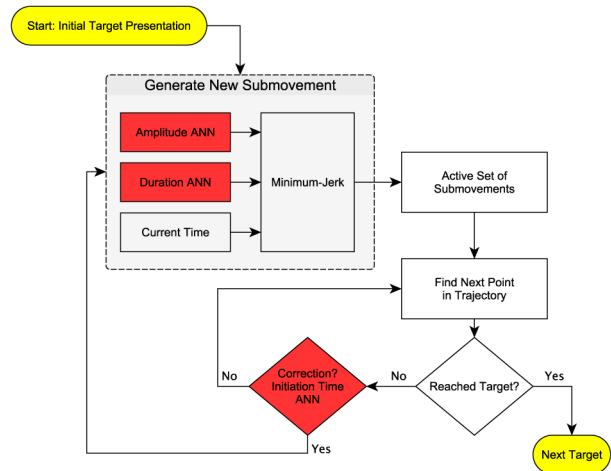 Start: Initial Target Presentation
Generate New Submovement
Amplitude ANN
Duration ANN
Current Time
Minimum-Jerk
Active Set of
Submovements
Find Next Point
in Trajectory
Reached Target?
Yes
No
Correction?
Initiation Time
ANN
No
Yes
Next Target